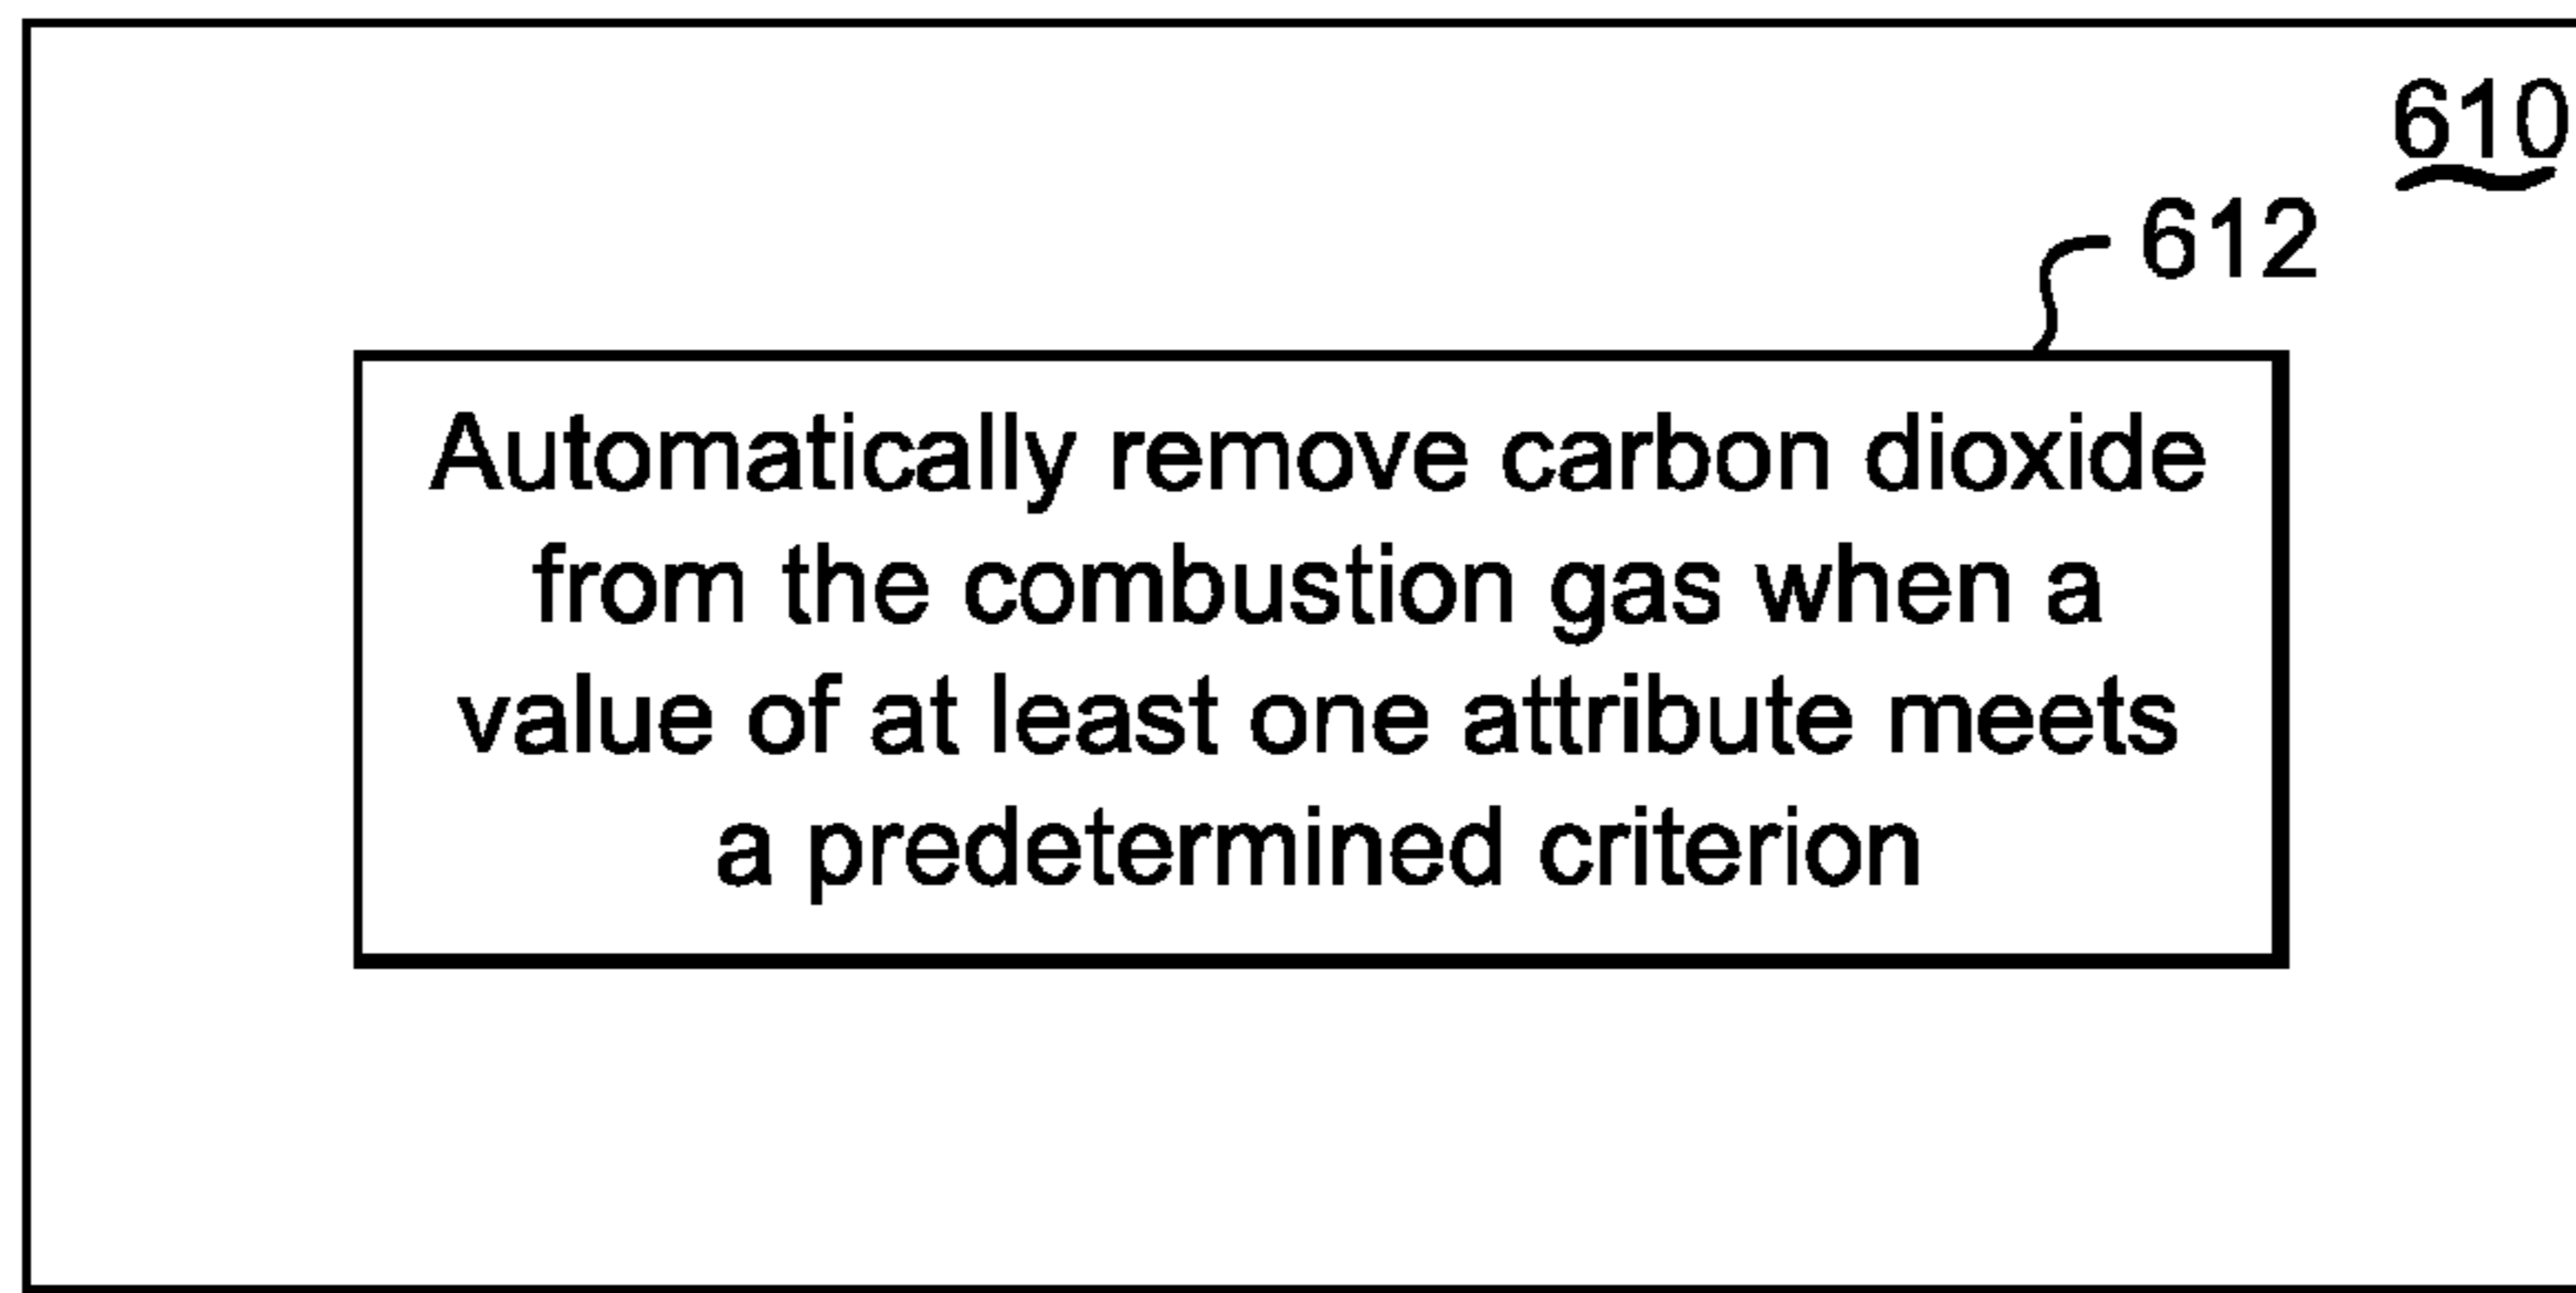 610
612
Automatically remove carbon dioxide
from the combustion gas when a
value of at least one attribute meets
a predetermined criterion